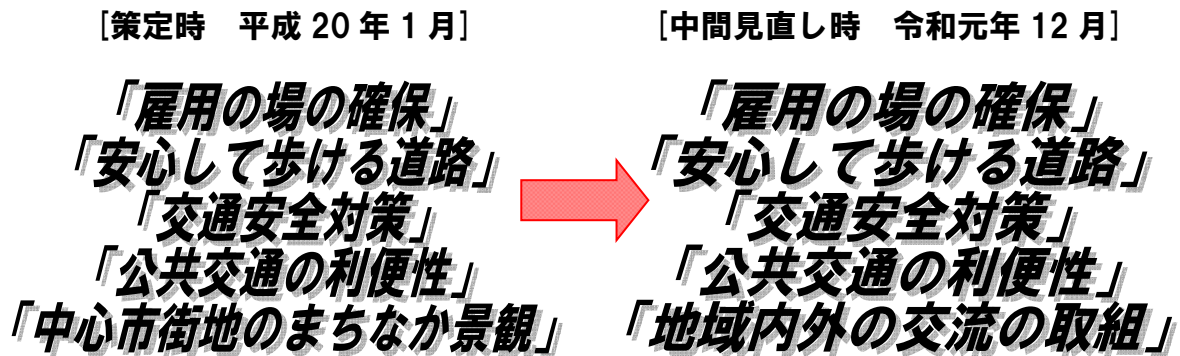 [策定時　平成 20 年 1 月]
「雇用の場の確保」
「安心して歩ける道路」
「交通安全対策」
「公共交通の利便性」
「中心市街地のまちなか景観」
[中間見直し時　令和元年 12 月]
「雇用の場の確保」
「安心して歩ける道路」
「交通安全対策」
「公共交通の利便性」
「地域内外の交流の取組」